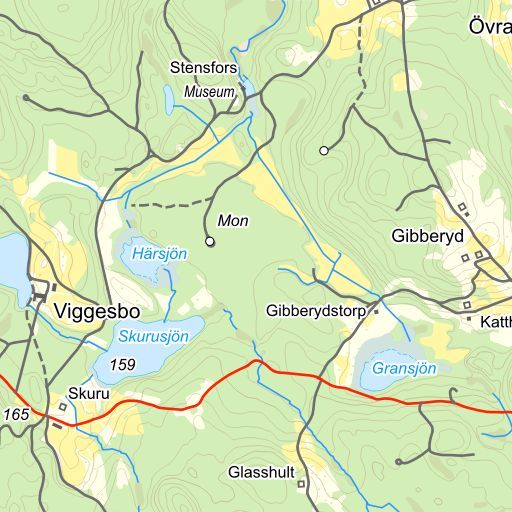 Övra
Stensfors
Museum
Mon
Gibberyd
Härsjön
Viggesbo
Gibberydstorp
Katth
Skurusjön
159
Gransjön
Skuru
165
Glasshult